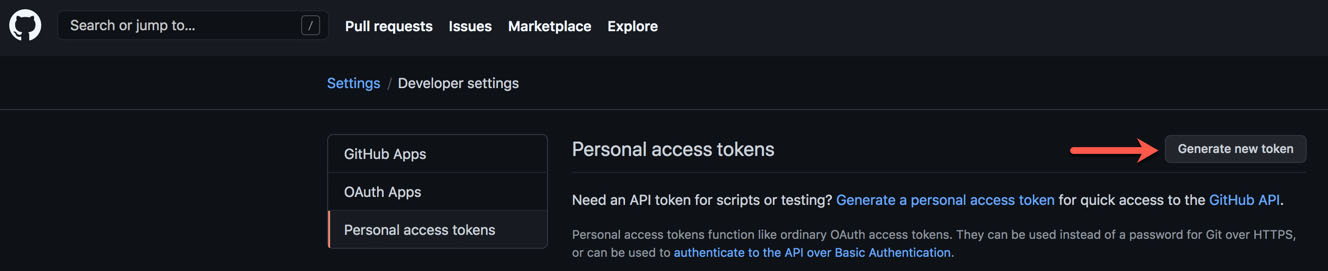 Search or jump to... /
Pull requests Issues Marketplace Explore
Settings / Developer settings
GitHub Apps
OAuth Apps
Personal access tokens
Personal access tokens
Generate new token
Need an API token for scripts or testing? Generate a personal access token for quick access to the GitHub API.
Personal access tokens function like ordinary OAuth access tokens. They can be used instead of a password for Git over HTTPS,
or can be used to authenticate to the API over Basic Authentication.